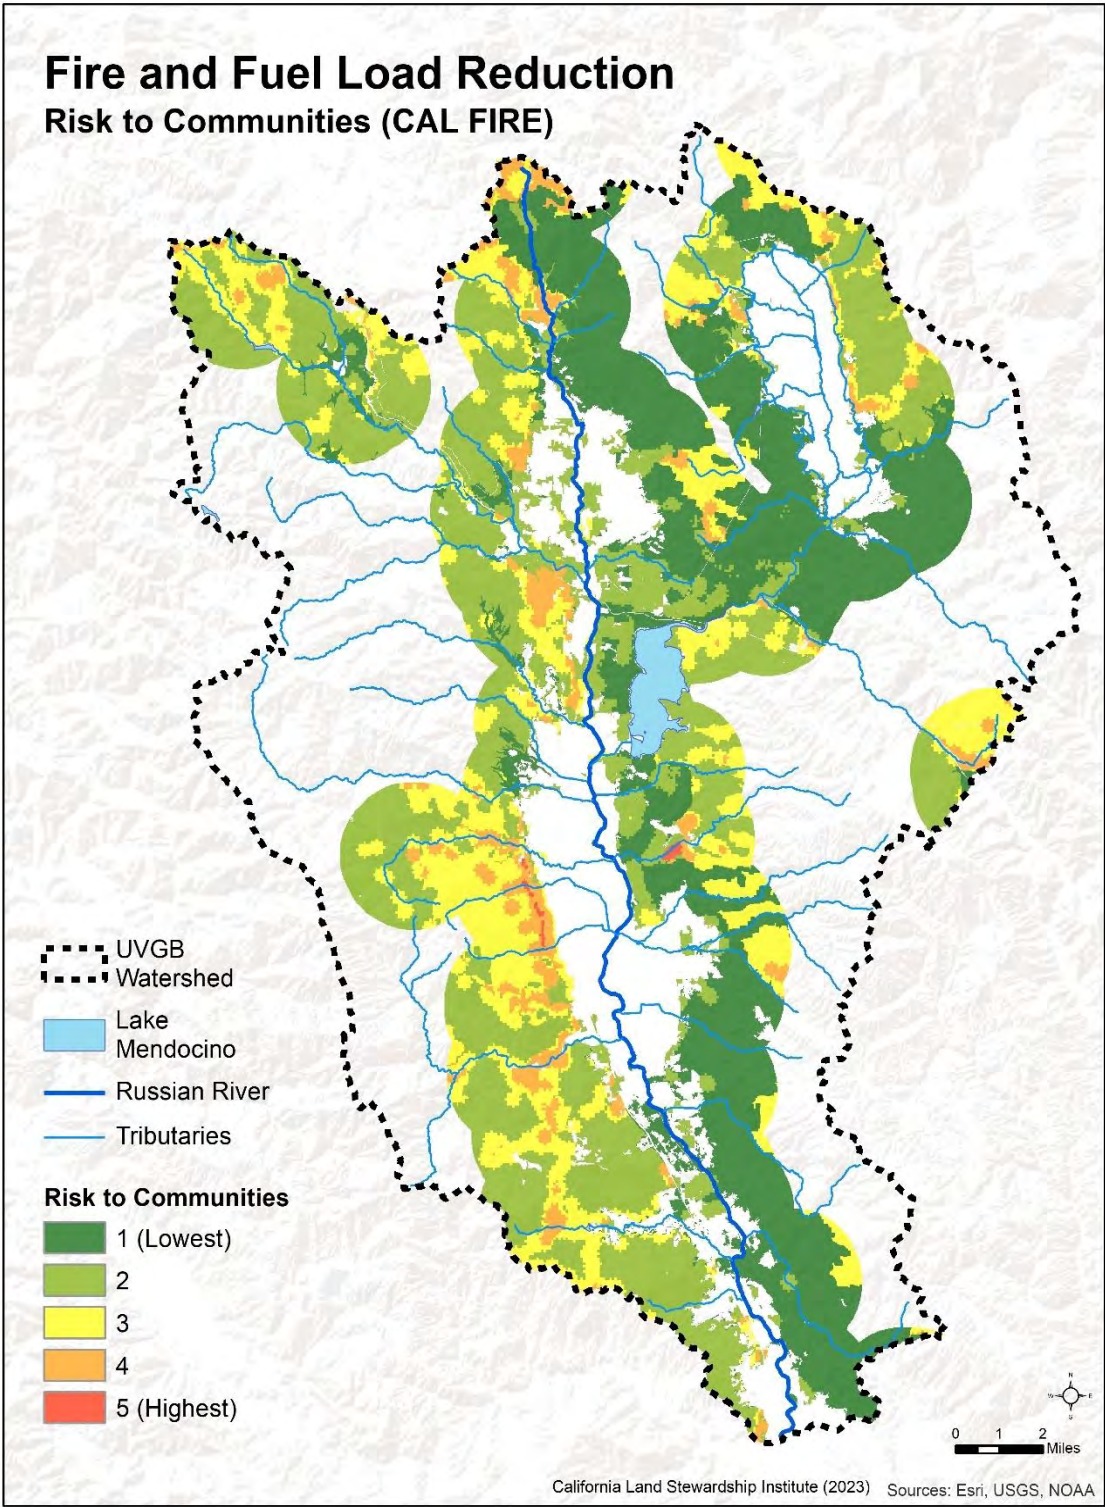 Fire and Fuel Load Reduction
Risk to Communities (CAL FIRE)
UVGB
Watershed
Lake
Mendocino
Russian River
Tributaries
Risk to Communities
1 (Lowest)
2
3
4
5 (Highest)
N
W E
S
0 1 2
Miles
California Land Stewardship Institute (2023) Sources: Esri, USGS, NOAA